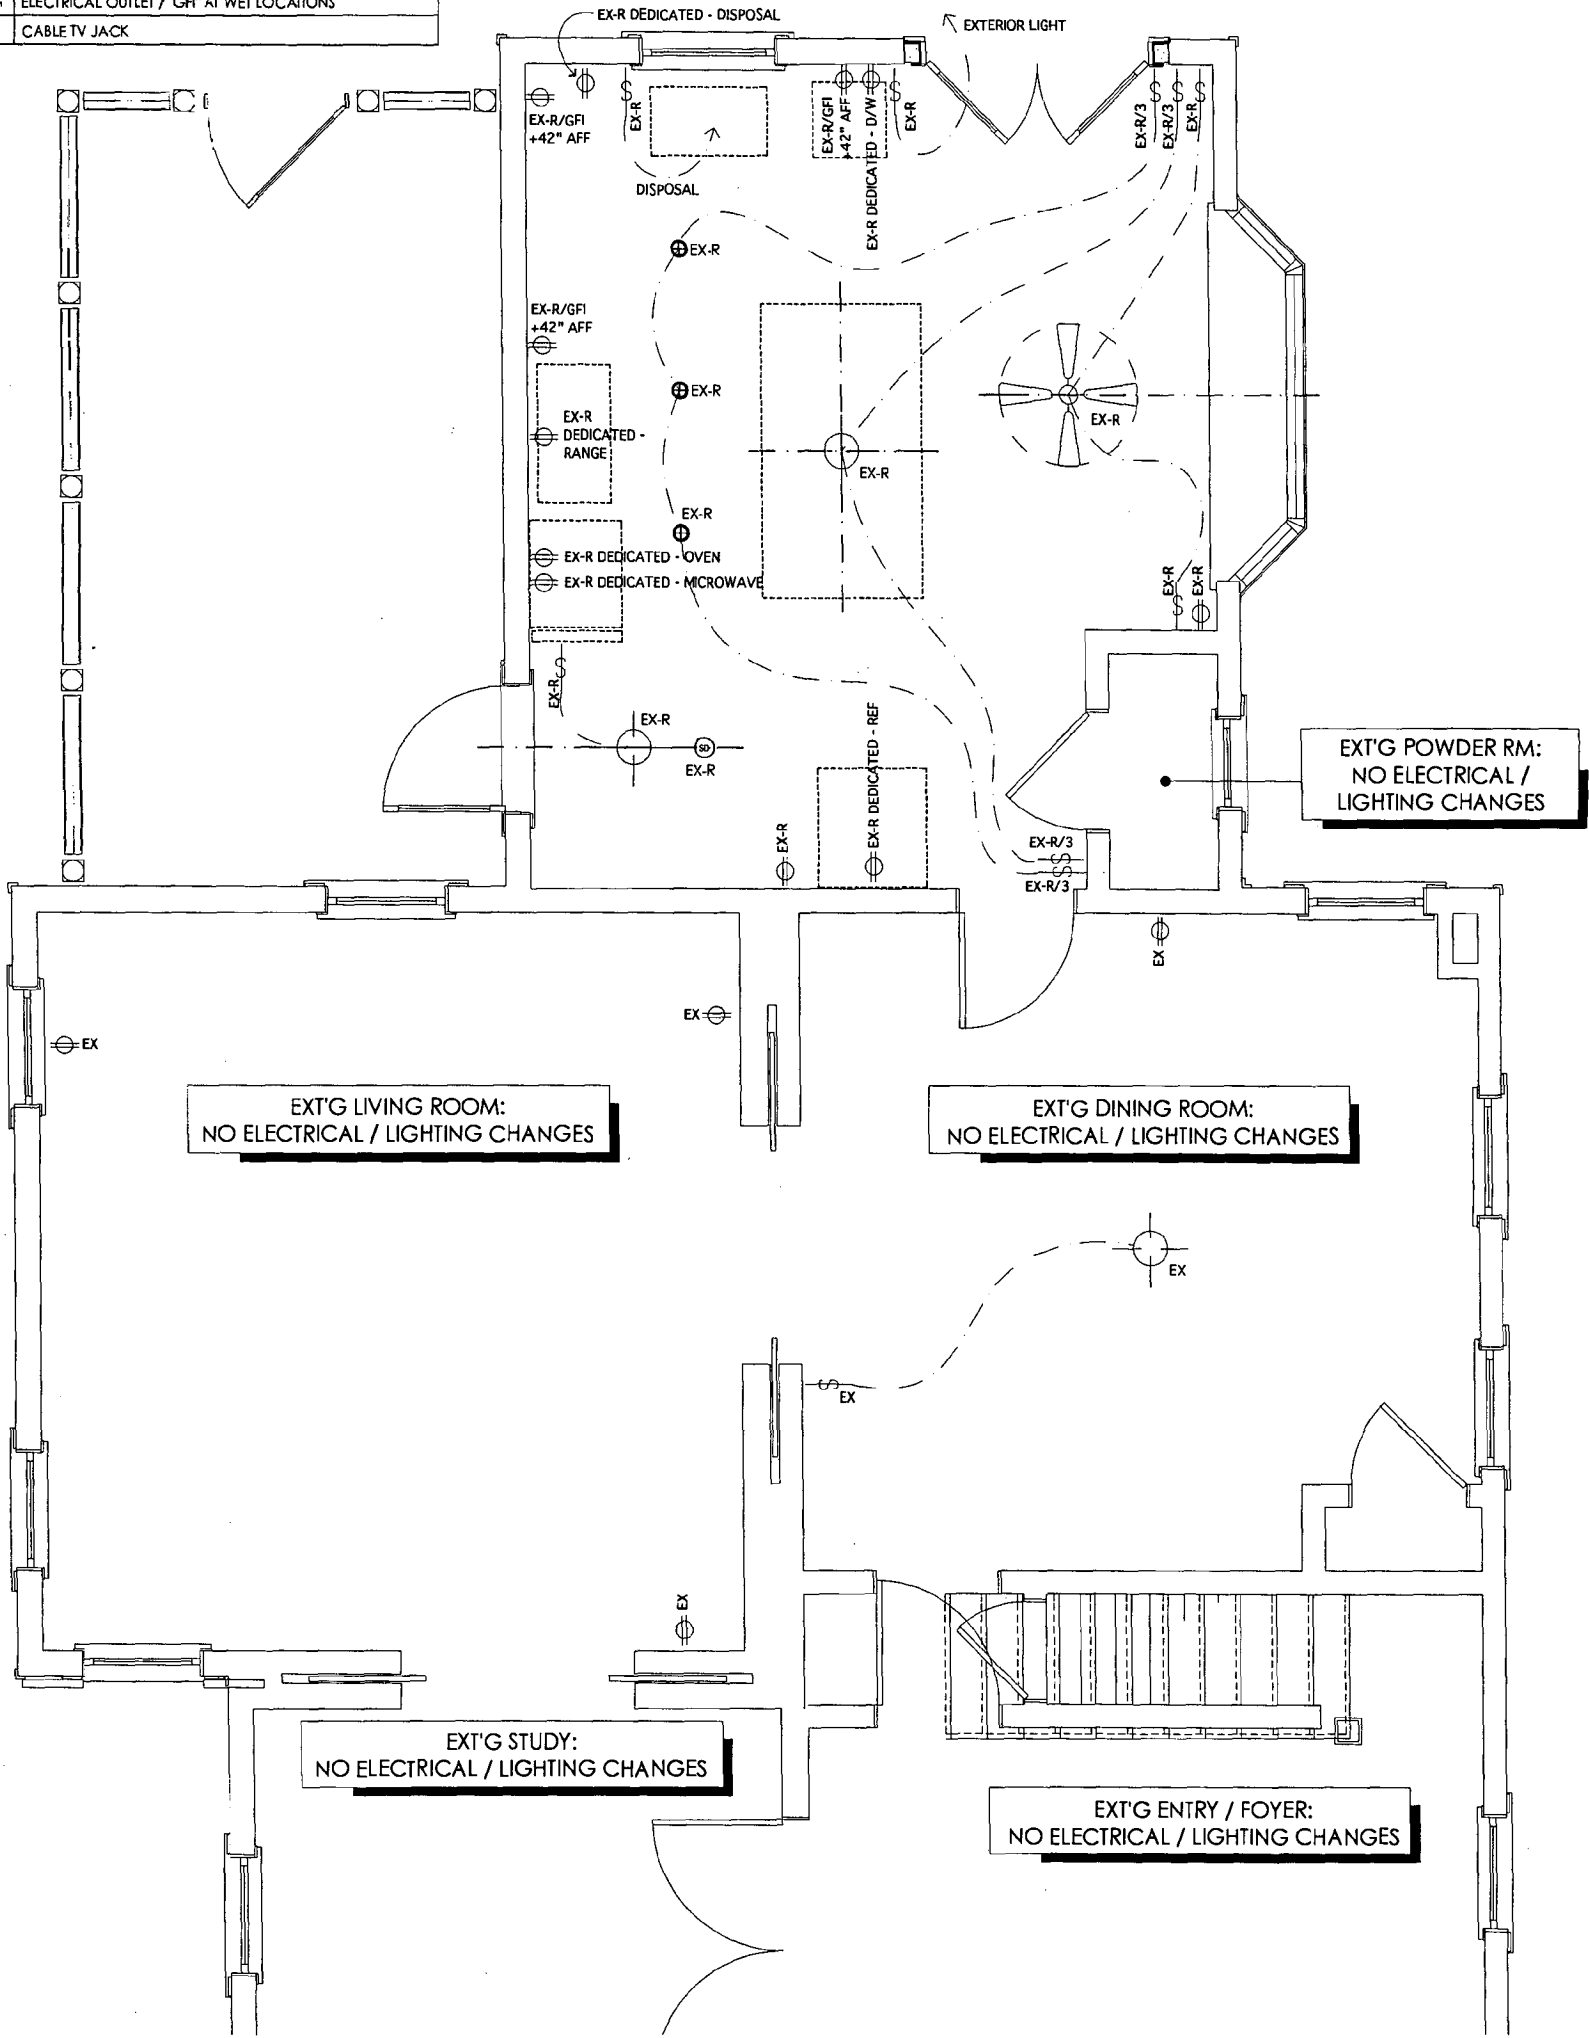 ELECTRICAL OUTLET / "GFI" AT WET LOCATIONS
CABLE TV JACK
EX-R DEDICATED - DISPOSAL
EXTERIOR LIGHT
EX-R/GFI
+42" AFF
EX-R
DISPOSAL
EX-R/GFI
+42" AFF
EX-R DEDICATED - D/W
EX-R
EX-R/3
EX-R/3
EX-R
EX-R
EX-R/GFI
+42" AFF
EX-R
EX-R
DEDICATED -
RANGE
EX-R
EX-R
EX-R
EX-R DEDICATED - OVEN
EX-R DEDICATED - MICROWAVE
EX-R
EX-R
S
S
S
S
S
S
S
EX-R
EX-R
SD
EX-R
EX-R DEDICATED - REF
EX-R
EX-R/3
S
S
EX-R/3
EXT'G POWDER RM:
NO ELECTRICAL /
LIGHTING CHANGES
EX
EX
EX
EXT'G LIVING ROOM:
NO ELECTRICAL / LIGHTING CHANGES
EXT'G DINING ROOM:
NO ELECTRICAL / LIGHTING CHANGES
EX
S
EX
EX
EXT'G STUDY:
NO ELECTRICAL / LIGHTING CHANGES
EXT'G ENTRY / FOYER:
NO ELECTRICAL / LIGHTING CHANGES